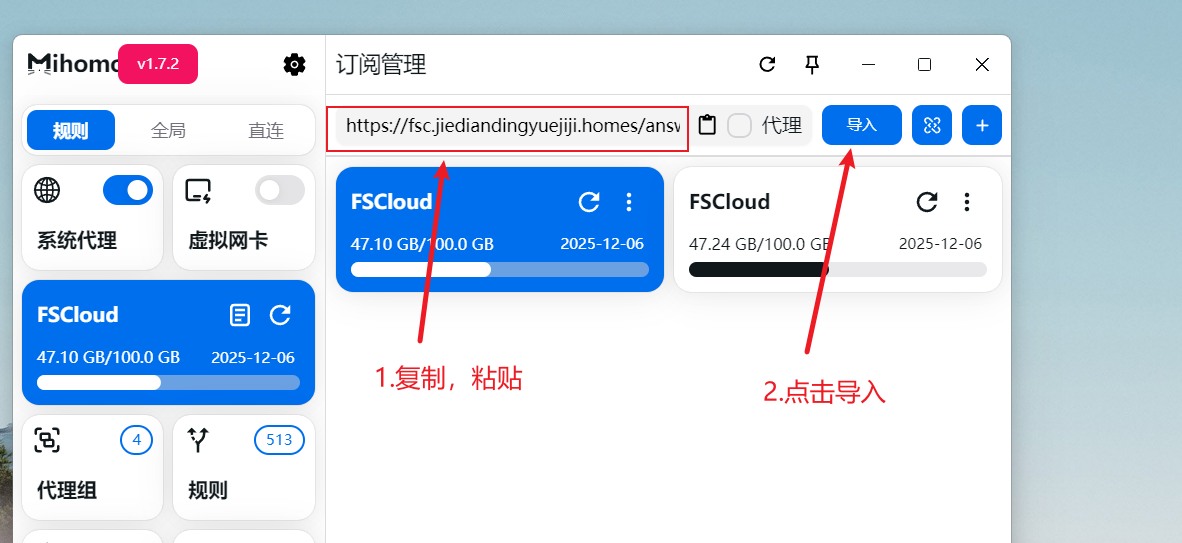 Mihomo
v1.7.2
订阅管理
规则
全局
直连
https://fsc.jiediandingyuejiji.homes/answ
代理
导入
系统代理
虚拟网卡
FSCloud
47.10 GB/100.0 GB
2025-12-06
FSCloud
47.24 GB/100.0 GB
2025-12-06
FSCloud
47.10 GB/100.0 GB
2025-12-06
1.复制，粘贴
2.点击导入
4
代理组
513
规则